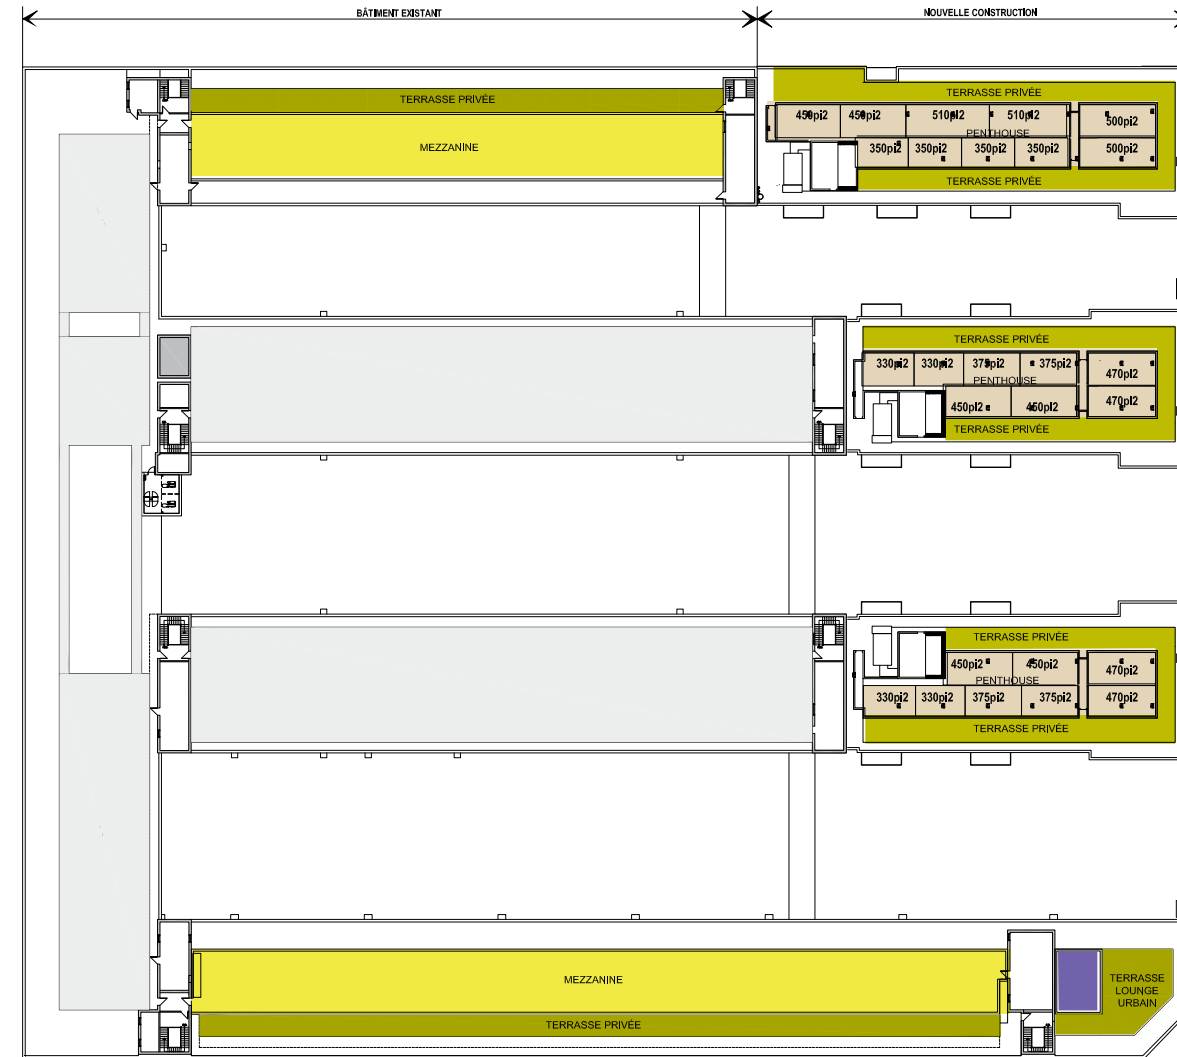 BÂTIMENT EXISTANT
NOUVELLE CONSTRUCTION
TERRASSE PRIVÉE
TERRASSE PRIVÉE
450pi2 450pi2 510pi2 510pi2 500pi2
PENTHOUSE
MEZZANINE
350pi2 350pi2 350pi2 350pi2 500pi2
TERRASSE PRIVÉE
TERRASSE PRIVÉE
330pi2 330pi2 375pi2 375pi2 470pi2
PENTHOUSE
450pi2 450pi2 470pi2
TERRASSE PRIVÉE
TERRASSE PRIVÉE
450pi2 450pi2 470pi2
PENTHOUSE
330pi2 330pi2 375pi2 375pi2 470pi2
TERRASSE PRIVÉE
MEZZANINE
TERRASSE
LOUNGE
URBAIN
TERRASSE PRIVÉE